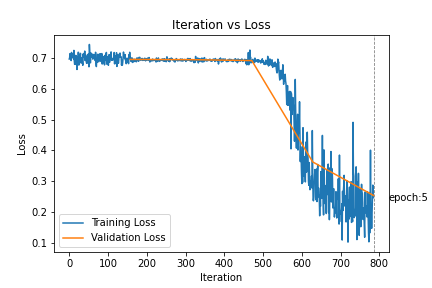 Iteration vs Loss
Loss
0.7
0.6
0.5
0.4
0.3
0.2
0.1
Training Loss
Validation Loss
epoch:5
0 100 200 300 400 500 600 700 800
Iteration